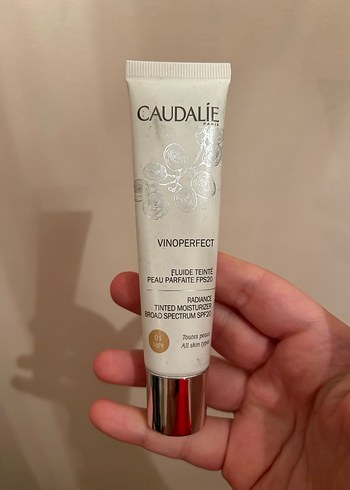 CAUDALÍE
PARIS
VINOPERFECT
FLUIDE TEINTÉ
PEAU PARFAITE FPS20
RADIANCE
TINTED MOISTURIZER
BROAD SPECTRUM SPF20
01
Light
Toutes peaux
All skin types